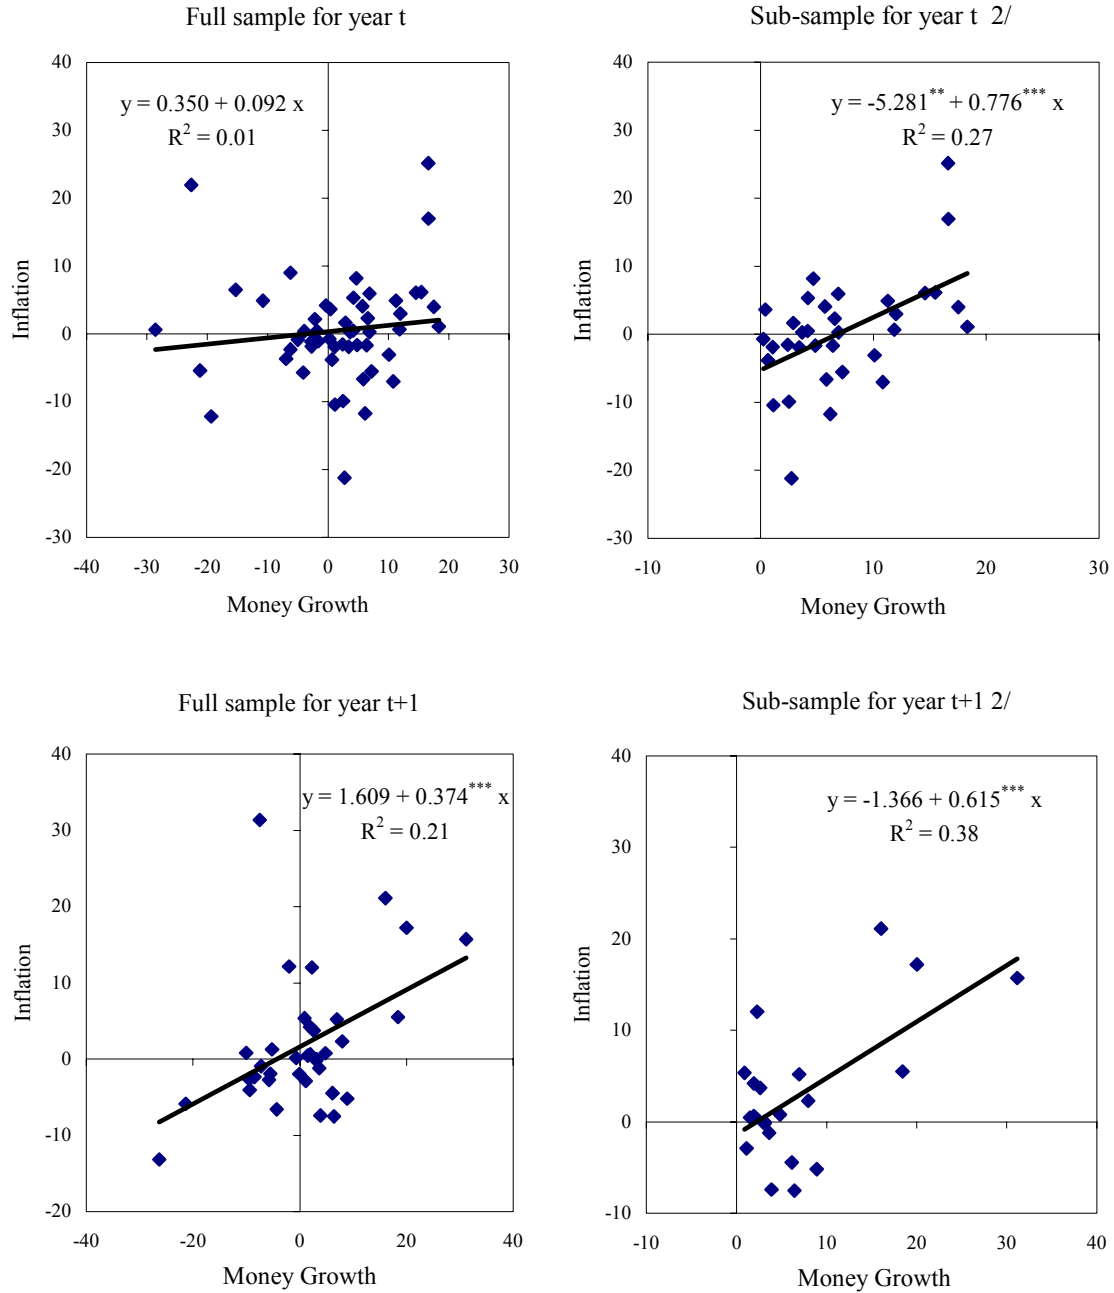 Full sample for year t
40
30
20
10
0
-10
-20
-30
y = 0.350 + 0.092 x
R2 = 0.01
Inflation
-40 -30 -20 -10 0 10 20 30
Money Growth
Sub-sample for year t 2/
40
30
20
10
0
-10
-20
-30
y = -5.281** + 0.776*** x
R2 = 0.27
Inflation
-10 0 10 20 30
Money Growth
Full sample for year t+1
40
30
20
10
0
-10
-20
y = 1.609 + 0.374*** x
R2 = 0.21
Inflation
-40 -20 0 20 40
Money Growth
Sub-sample for year t+1 2/
40
30
20
10
0
-10
y = -1.366 + 0.615*** x
R2 = 0.38
Inflation
-10 0 10 20 30 40
Money Growth